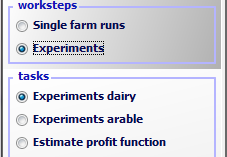 worksteps
Single farm runs
Experiments
tasks
Experiments dairy
Experiments arable
Estimate profit function